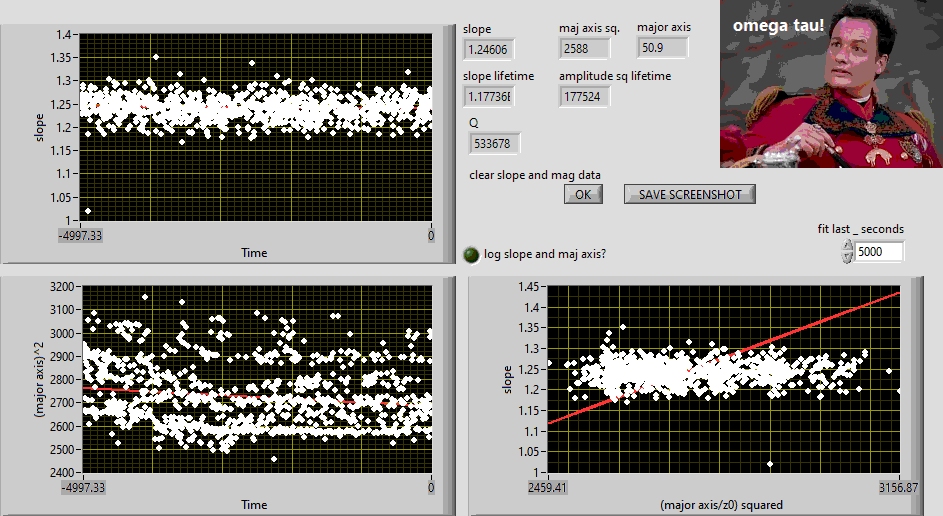 1.4
1.35
1.3
1.25
1.2
1.15
1.1
1.05
1
slope
-4997.33
0
Time
slope
1.24606
maj axis sq.
2588
major axis
50.9
slope lifetime
amplitude sq lifetime
177524
Q
533678
clear slope and mag data
OK
SAVE SCREENSHOT
omega tau!
log slope and maj axis?
fit last _ seconds
5000
3200
3100
3000
2900
2800
2700
2600
2500
2400
(major axis)^2
-4997.33
0
Time
1.45
1.4
1.35
1.3
1.25
1.2
1.15
1.1
1.05
1
slope
2459.41
3156.87
(major axis/z0) squared